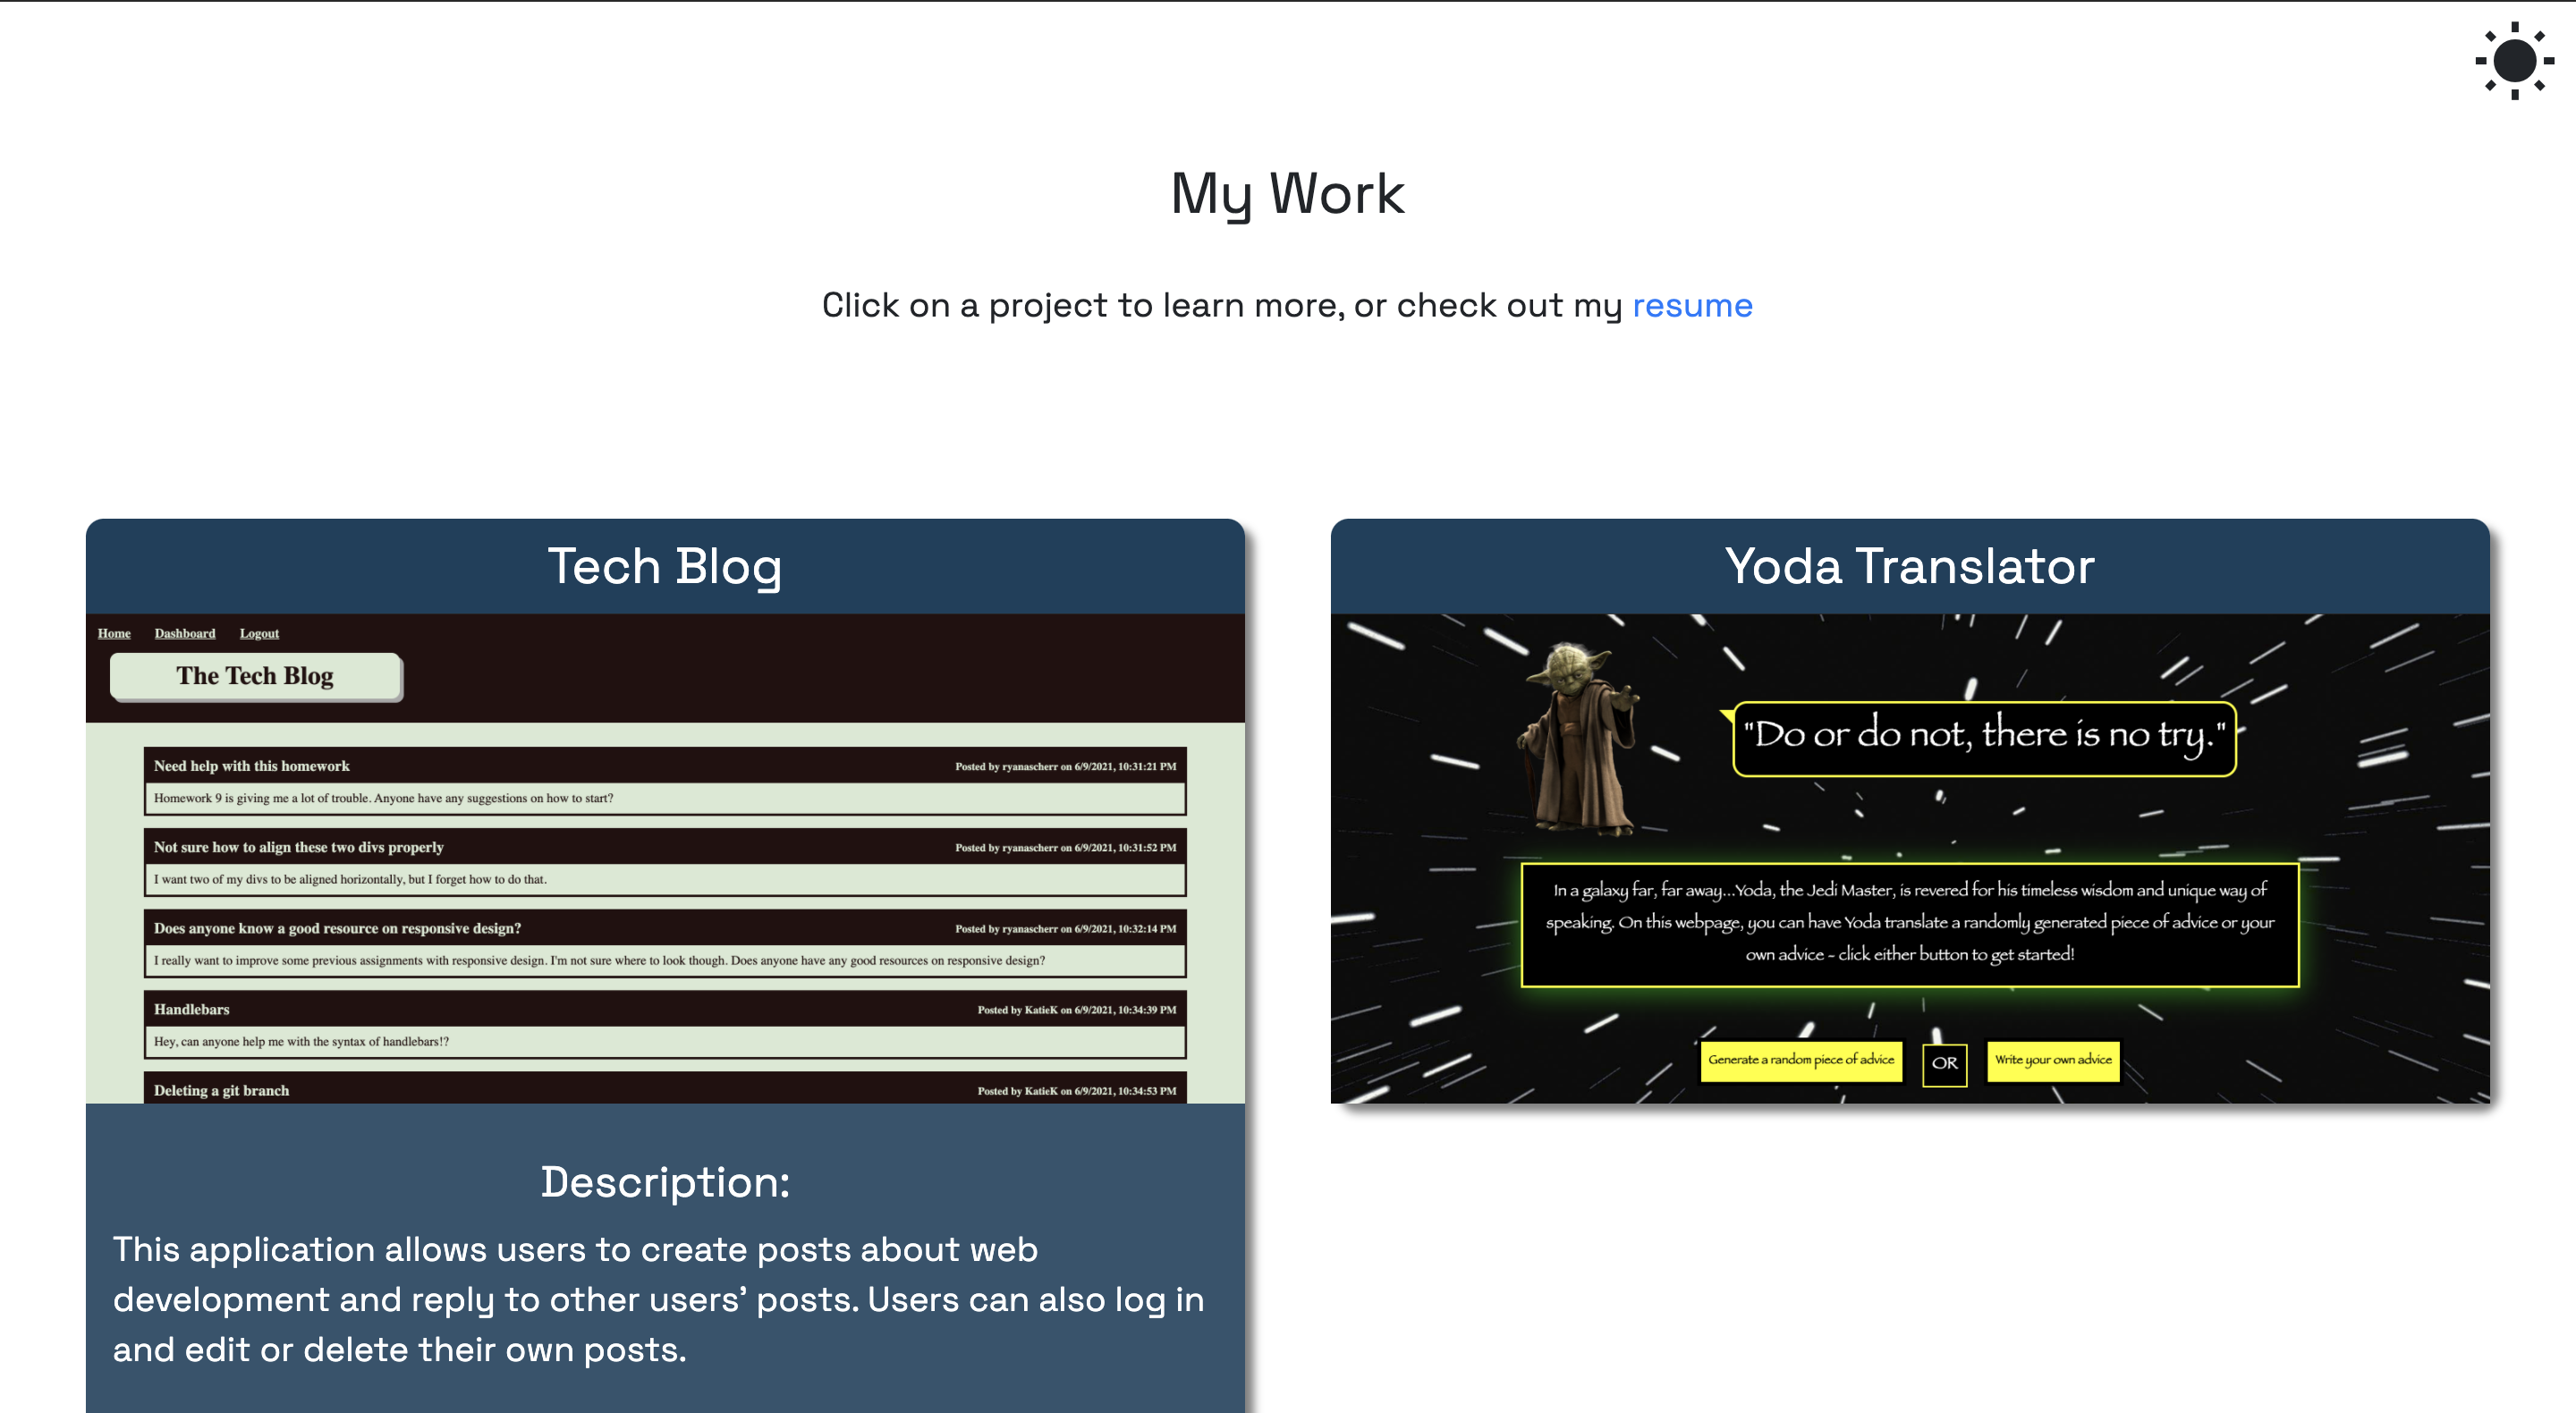 My Work
Click on a project to learn more, or check out my resume
Tech Blog
Home Dashboard Logout
The Tech Blog
Need help with this homework Posted by ryanascherr on 6/9/2021, 10:31:21 PM
Homework 9 is giving me a lot of trouble. Anyone have any suggestions on how to start?
Not sure how to align these two divs properly Posted by ryanascherr on 6/9/2021, 10:31:52 PM
I want two of my divs to be aligned horizontally, but I forget how to do that.
Does anyone know a good resource on responsive design? Posted by ryanascherr on 6/9/2021, 10:32:14 PM
I really want to improve some previous assignments with responsive design. I'm not sure where to look though. Does anyone have any good resources on responsive design?
Handlebars Posted by KatieK on 6/9/2021, 10:34:39 PM
Hey, can anyone help me with the syntax of handlebars!?
Deleting a git branch Posted by KatieK on 6/9/2021, 10:34:53 PM
Description:
This application allows users to create posts about web
development and reply to other users’ posts. Users can also log in
and edit or delete their own posts.
Yoda Translator
"Do or do not, there is no try."
In a galaxy far, far away...Yoda, the Jedi Master, is revered for his timeless wisdom and unique way of
speaking. On this webpage, you can have Yoda translate a randomly generated piece of advice or your
own advice - click either button to get started!
Generate a random piece of advice OR Write your own advice